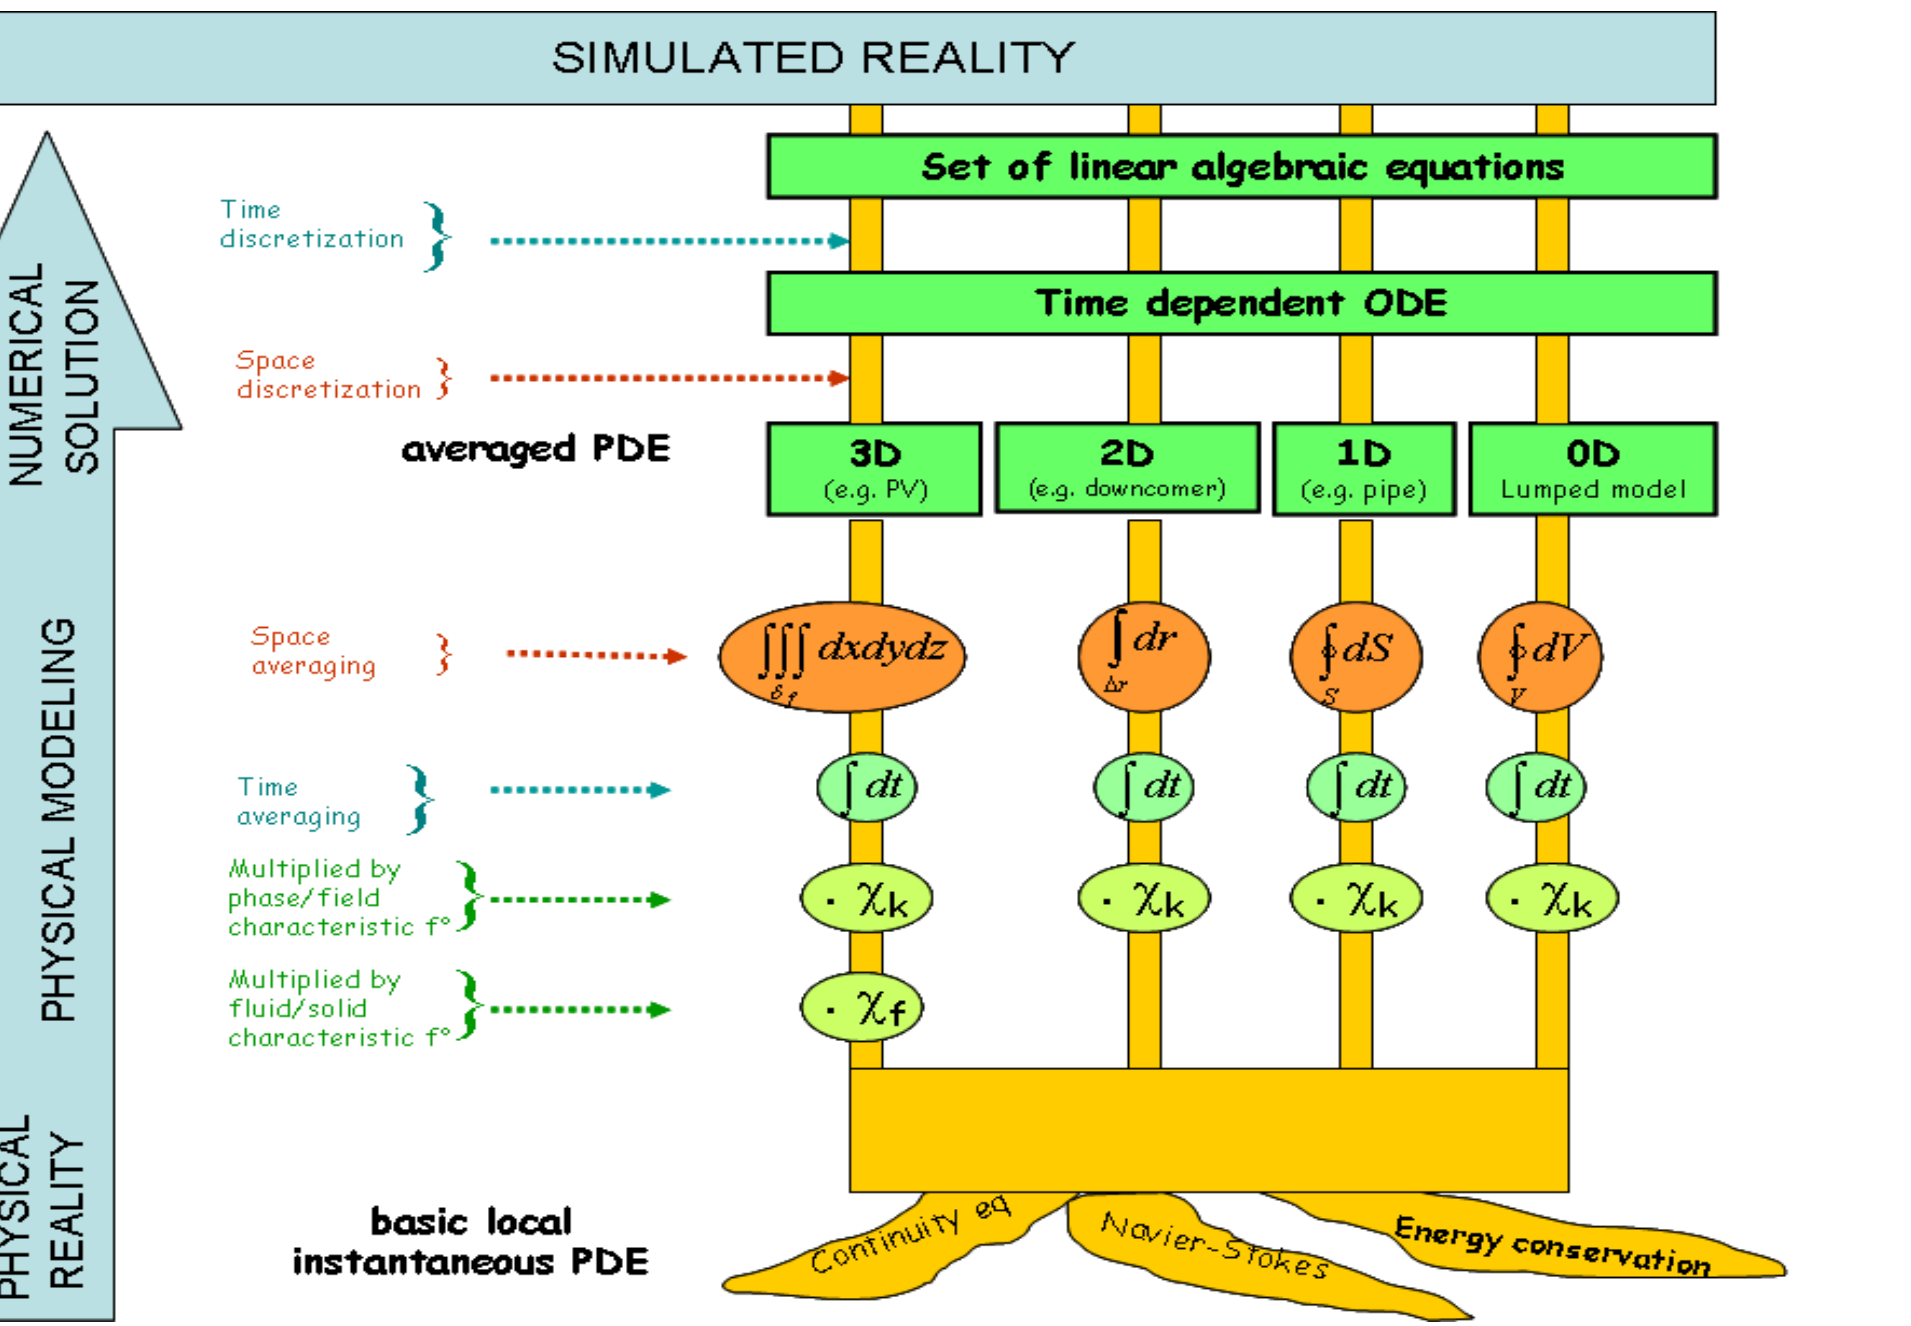 SIMULATED REALITY
Set of linear algebraic equations
Time
discretization
Time dependent ODE
Space
discretization
averaged PDE
3D
(e.g. PV)
2D
(e.g. downcomer)
1D
(e.g. pipe)
0D
Lumped model
Space
averaging
∫∫∫ dxdydz
δf
∫ dr
Δr
∮ dS
S
∮ dV
V
Time
averaging
∫ dt
∫ dt
∫ dt
∫ dt
Multiplied by
phase/field
characteristic f°
. χk
. χk
. χk
. χk
Multiplied by
fluid/solid
characteristic f°
. χf
basic local
instantaneous PDE
Continuity eq
Navier-Stokes
Energy conservation
NUMERICAL
SOLUTION
PHYSICAL MODELING
PHYSICAL
REALITY